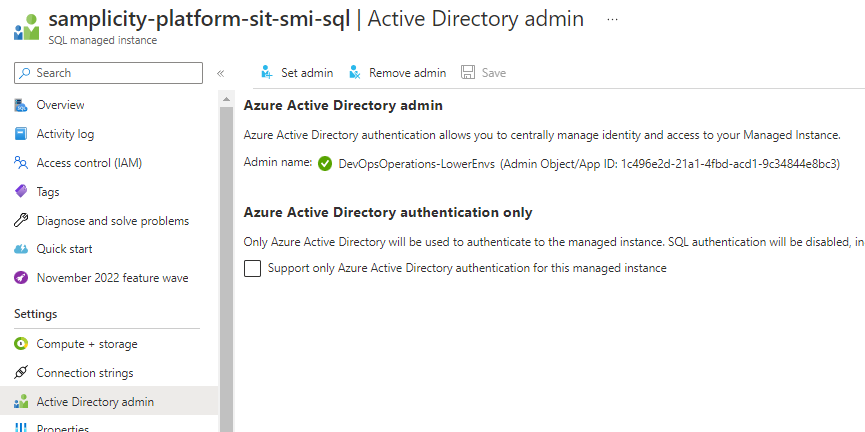 samplicity-platform-sit-smi-sql | Active Directory admin ...
SQL managed instance
Search
«
Set admin
Remove admin
Save
Overview
Activity log
Access control (IAM)
Tags
Diagnose and solve problems
Quick start
November 2022 feature wave
Settings
Compute + storage
Connection strings
Active Directory admin
Properties
Azure Active Directory admin
Azure Active Directory authentication allows you to centrally manage identity and access to your Managed Instance.
Admin name: DevOpsOperations-LowerEnvs (Admin Object/App ID: 1c496e2d-21a1-4fbd-acd1-9c34844e8bc3)
Azure Active Directory authentication only
Only Azure Active Directory will be used to authenticate to the managed instance. SQL authentication will be disabled, in
Support only Azure Active Directory authentication for this managed instance